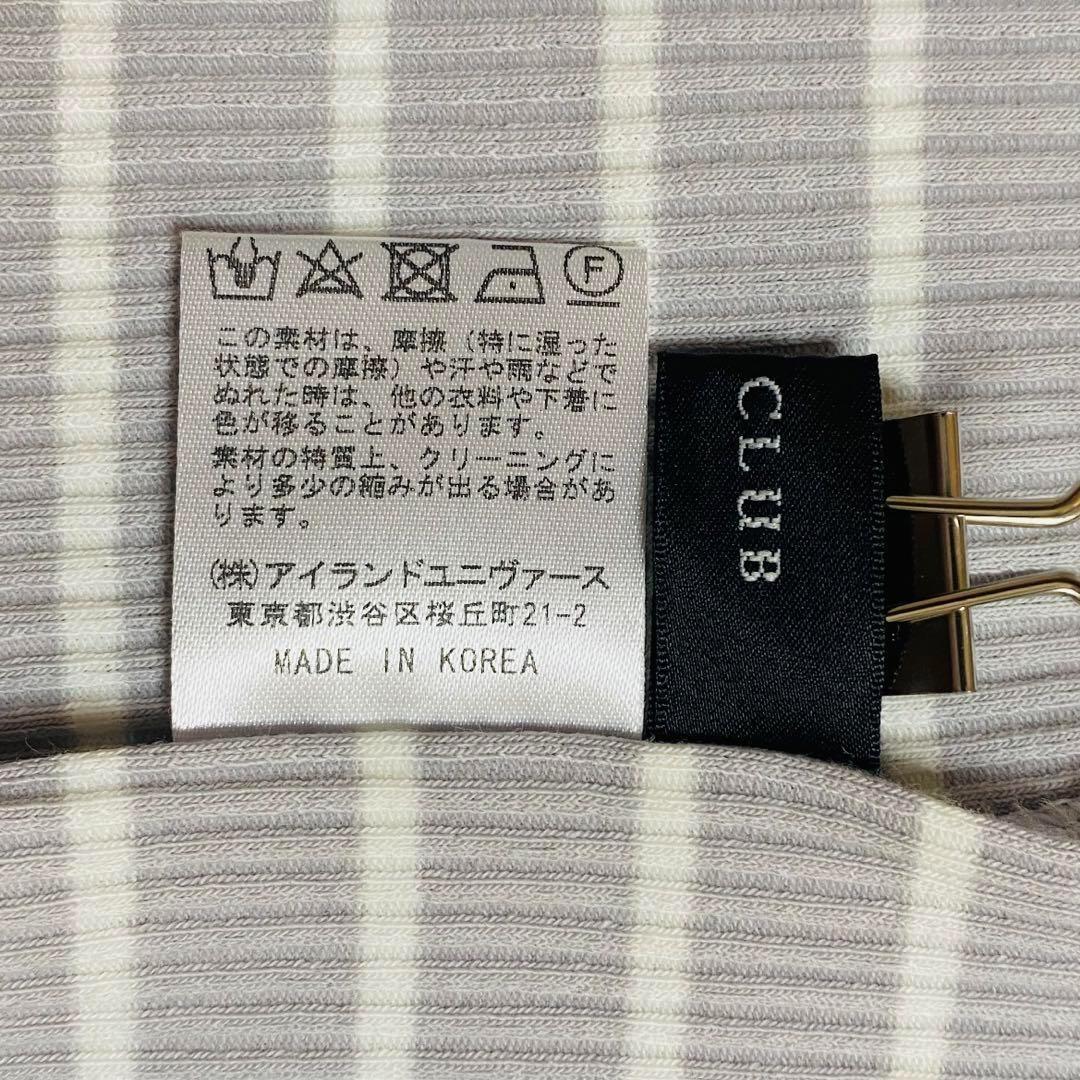 F
この素材は、摩擦（特に湿った
状態での摩擦）や汗や雨などで
ぬれた時は、他の衣料や下着に
色が移ることがあります。
素材の特質上、クリーニングに
より多少の縮みが出る場合があ
ります。
(株)アイランドユニヴァース
東京都渋谷区桜丘町21-2
MADE IN KOREA
CLUB